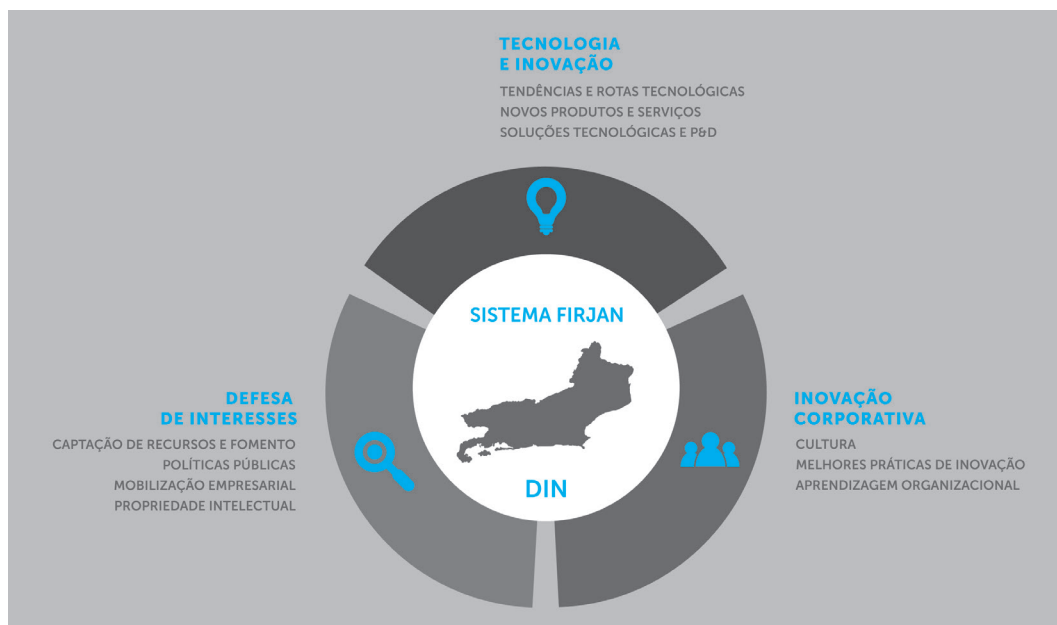 TECNOLOGIA
E INOVAÇÃO
TENDÊNCIAS E ROTAS TECNOLÓGICAS
NOVOS PRODUTOS E SERVIÇOS
SOLUÇÕES TECNOLÓGICAS E P&D
SISTEMA FIRJAN
DIN
DEFESA
DE INTERESSES
CAPTAÇÃO DE RECURSOS E FOMENTO
POLÍTICAS PÚBLICAS
MOBILIZAÇÃO EMPRESARIAL
PROPRIEDADE INTELECTUAL
INOVAÇÃO
CORPORATIVA
CULTURA
MELHORES PRÁTICAS DE INOVAÇÃO
APRENDIZAGEM ORGANIZACIONAL